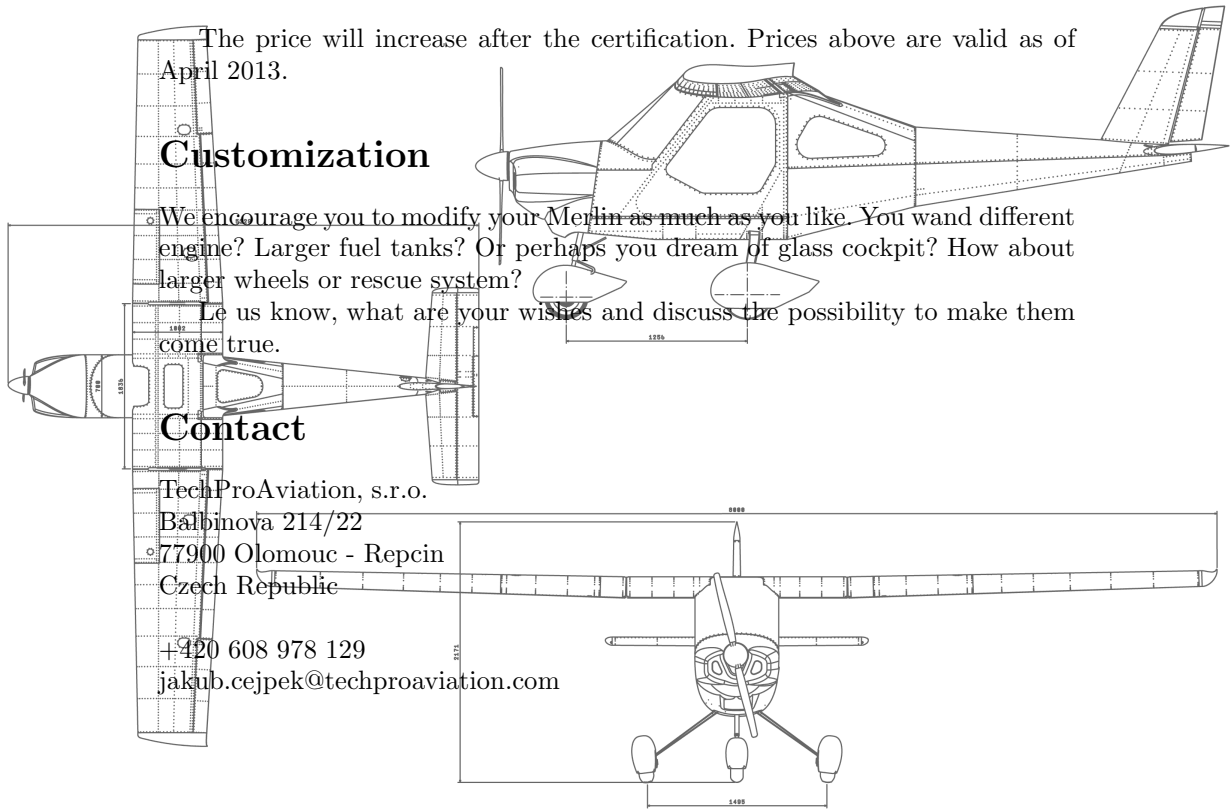 The price will increase after the certification. Prices above are valid as of
April 2013.
Customization
We encourage you to modify your Merlin as much as you like. You wand different
engine? Larger fuel tanks? Or perhaps you dream of glass cockpit? How about
larger wheels or rescue system?
Le us know, what are your wishes and discuss the possibility to make them
come true.
1256
Contact
TechProAviation, s.r.o.
Balbinova 214/22
77900 Olomouc - Repcin
Czech Republic
+420 608 978 129
jakub.cejpek@techproaviation.com
2171
1495